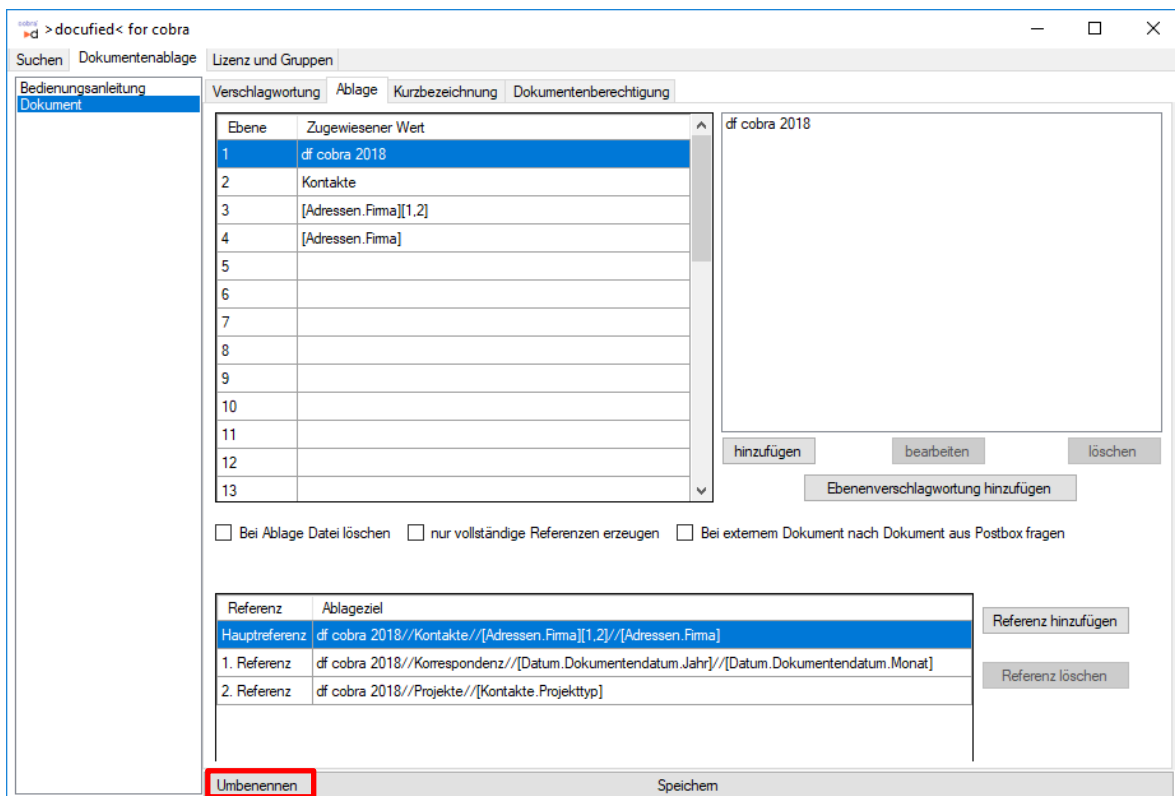 cobra
d >docufied< for cobra
Suchen Dokumentenablage Lizenz und Gruppen
Bedienungsanleitung
Dokument
Verschlagwortung Ablage Kurzbezeichnung Dokumentenberechtigung
Ebene Zugewiesener Wert
1 df cobra 2018
2 Kontakte
3 [Adressen.Firma][1,2]
4 [Adressen.Firma]
5
6
7
8
9
10
11
12
13
df cobra 2018
hinzufügen bearbeiten löschen
Ebenenverschlagwortung hinzufügen
Bei Ablage Datei löschen nur vollständige Referenzen erzeugen Bei externem Dokument nach Dokument aus Postbox fragen
Referenz Ablageziel
Hauptreferenz df cobra 2018//Kontakte//[Adressen.Firma][1,2]//[Adressen.Firma]
1. Referenz df cobra 2018//Korrespondenz//[Datum.Dokumentendatum.Jahr]//[Datum.Dokumentendatum.Monat]
2. Referenz df cobra 2018//Projekte//[Kontakte.Projekttyp]
Referenz hinzufügen
Referenz löschen
Umbenennen Speichern